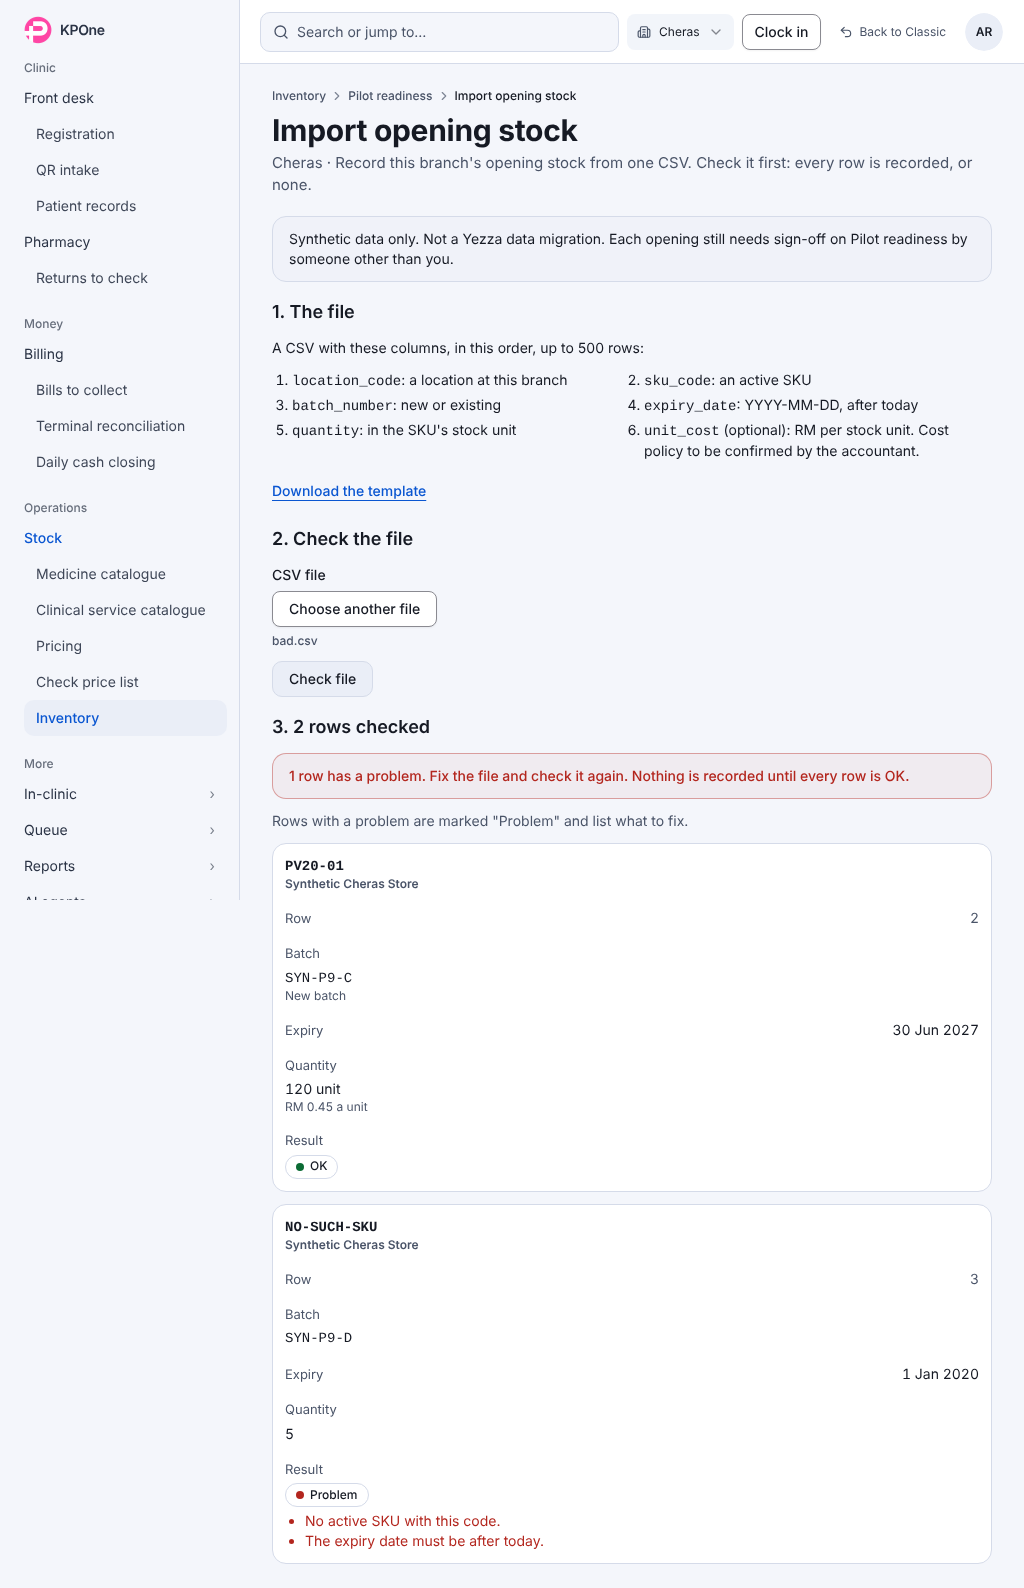 KPOne
Clinic
Front desk
Registration
QR intake
Patient records
Pharmacy
Returns to check
Money
Billing
Bills to collect
Terminal reconciliation
Daily cash closing
Operations
Stock
Medicine catalogue
Clinical service catalogue
Pricing
Check price list
Inventory
More
In-clinic
Queue
Reports
Search or jump to...
Cheras
Clock in
Back to Classic
AR
Inventory > Pilot readiness > Import opening stock
Import opening stock
Cheras · Record this branch's opening stock from one CSV. Check it first: every row is recorded, or
none.
Synthetic data only. Not a Yezza data migration. Each opening still needs sign-off on Pilot readiness by
someone other than you.
1. The file
A CSV with these columns, in this order, up to 500 rows:
1. location_code: a location at this branch
2. sku_code: an active SKU
3. batch_number: new or existing
4. expiry_date: YYYY-MM-DD, after today
5. quantity: in the SKU's stock unit
6. unit_cost (optional): RM per stock unit. Cost
policy to be confirmed by the accountant.
Download the template
2. Check the file
CSV file
Choose another file
bad.csv
Check file
3. 2 rows checked
1 row has a problem. Fix the file and check it again. Nothing is recorded until every row is OK.
Rows with a problem are marked "Problem" and list what to fix.
PV20-01
Synthetic Cheras Store
Row 2
Batch
SYN-P9-C
New batch
Expiry 30 Jun 2027
Quantity
120 unit
RM 0.45 a unit
Result
OK
NO-SUCH-SKU
Synthetic Cheras Store
Row 3
Batch
SYN-P9-D
Expiry 1 Jan 2020
Quantity
5
Result
Problem
• No active SKU with this code.
• The expiry date must be after today.